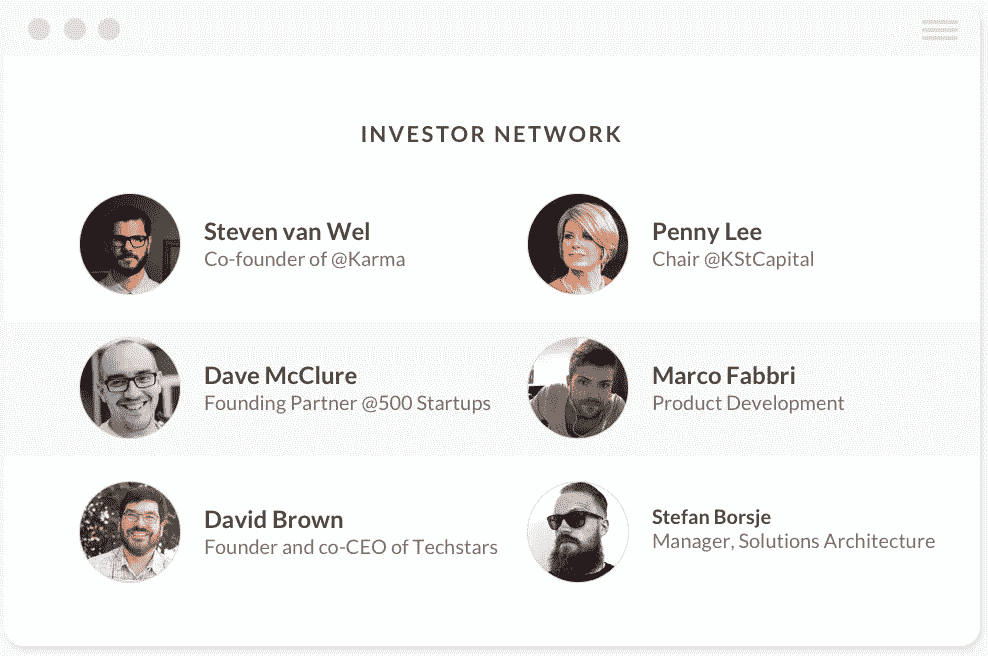 INVESTOR NETWORK
Steven van Wel
Co-founder of @Karma
Penny Lee
Chair @KStCapital
Dave McClure
Founding Partner @500 Startups
Marco Fabbri
Product Development
David Brown
Founder and co-CEO of Techstars
Stefan Borsje
Manager, Solutions Architecture